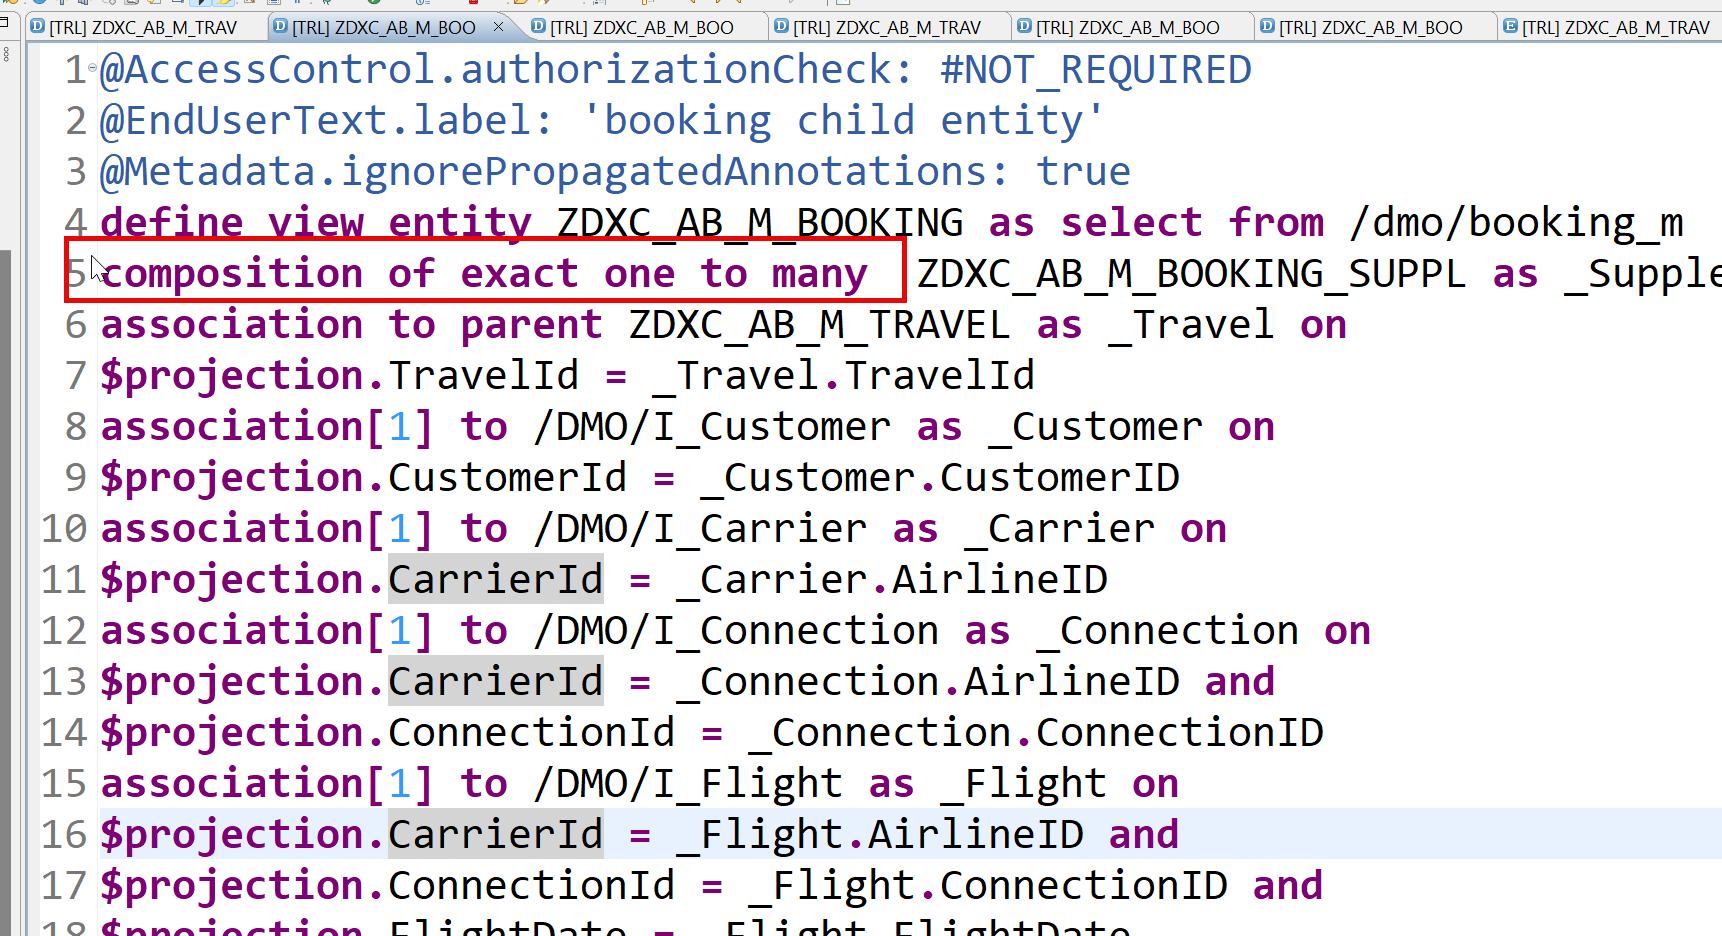 [TRL] ZDXC_AB_M_TRAV
[TRL] ZDXC_AB_M_BOO
[TRL] ZDXC_AB_M_BOO
[TRL] ZDXC_AB_M_TRAV
[TRL] ZDXC_AB_M_BOO
[TRL] ZDXC_AB_M_BOO
[TRL] ZDXC_AB_M_TRAV
1 @AccessControl.authorizationCheck: #NOT_REQUIRED
2 @EndUserText.label: 'booking child entity'
3 @Metadata.ignorePropagatedAnnotations: true
4 define view entity ZDXC_AB_M_BOOKING as select from /dmo/booking_m
5 composition of exact one to many ZDXC_AB_M_BOOKING_SUPPL as _Supple
6 association to parent ZDXC_AB_M_TRAVEL as _Travel on
7 $projection.TravelId = _Travel.TravelId
8 association[1] to /DMO/I_Customer as _Customer on
9 $projection.CustomerId = _Customer.CustomerID
10 association[1] to /DMO/I_Carrier as _Carrier on
11 $projection.CarrierId = _Carrier.AirlineID
12 association[1] to /DMO/I_Connection as _Connection on
13 $projection.CarrierId = _Connection.AirlineID and
14 $projection.ConnectionId = _Connection.ConnectionID
15 association[1] to /DMO/I_Flight as _Flight on
16 $projection.CarrierId = _Flight.AirlineID and
17 $projection.ConnectionId = _Flight.ConnectionID and
18 $projection.FlightDate = _Flight.FlightDate